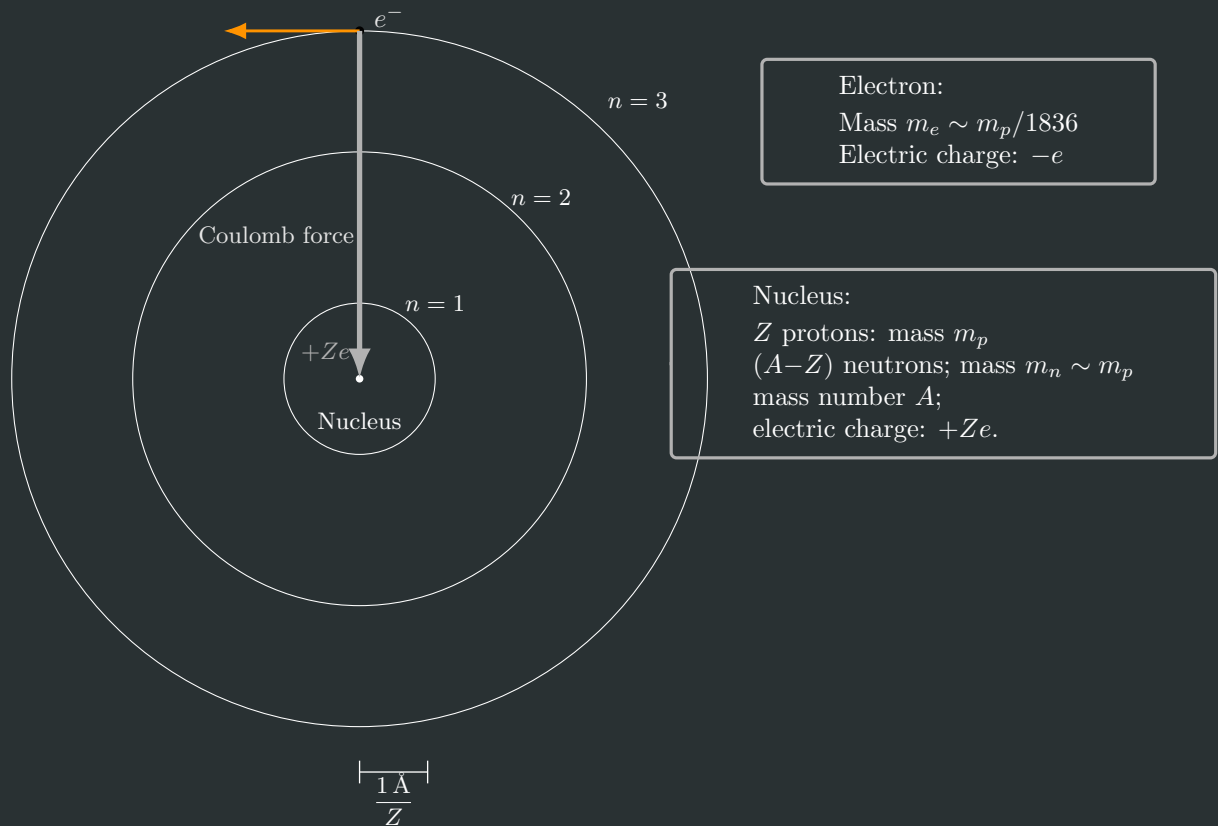 e⁻
n = 3
Electron:
Mass mₑ ∼ mₚ/1836
Electric charge: −e
n = 2
Coulomb force
n = 1
+Ze
Nucleus
Nucleus:
Z protons: mass mₚ
(A−Z) neutrons; mass mₙ ∼ mₚ
mass number A;
electric charge: +Ze.
1 Å
Z